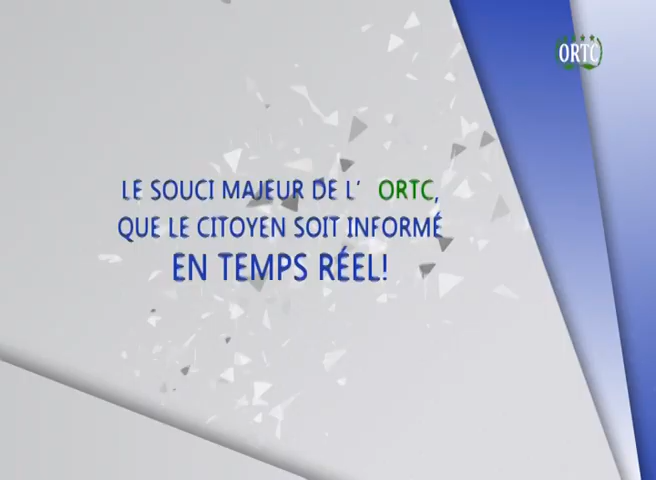 ORTC
LE SOUCI MAJEUR DE L' ORTC,
QUE LE CITOYEN SOIT INFORMÉ
EN TEMPS RÉEL!